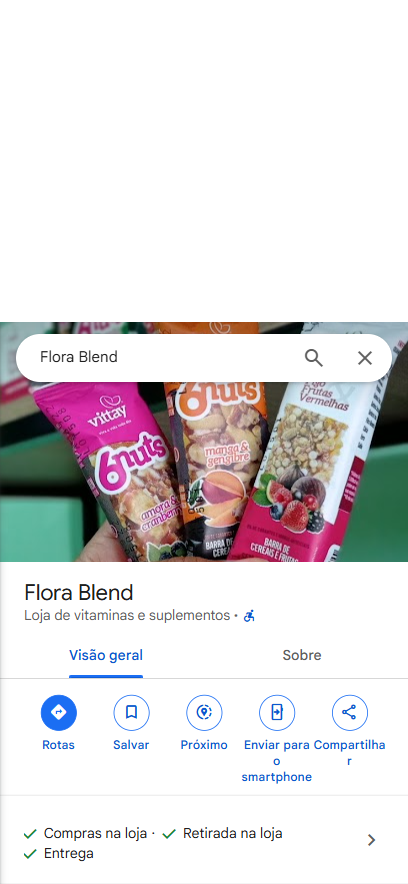 Flora Blend
vittay
6nuts
amora &
cranberry
6nuts
manga &
gengibre
BARRA DE
CEREAIS
Frutas
Vermelhas
BARRA DE
CEREAIS E FRUTAS
Flora Blend
Loja de vitaminas e suplementos ·
Visão geral
Sobre
Rotas
Salvar
Próximo
Enviar para
o
smartphone
Compartilha
r
Compras na loja · Retirada na loja
Entrega